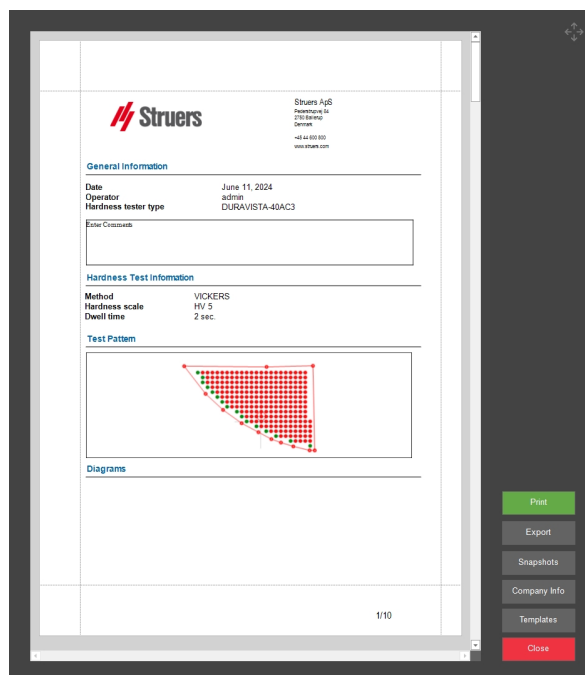 Struers
Struers ApS
Pederstrupvej 84
2750 Ballerup
Denmark
+45 44 600 800
www.struers.com
General Information
Date June 11, 2024
Operator admin
Hardness tester type DURAVISTA-40AC3
Enter Comments
Hardness Test Information
Method VICKERS
Hardness scale HV 5
Dwell time 2 sec.
Test Pattern
Diagrams
1/10
Print
Export
Snapshots
Company Info
Templates
Close